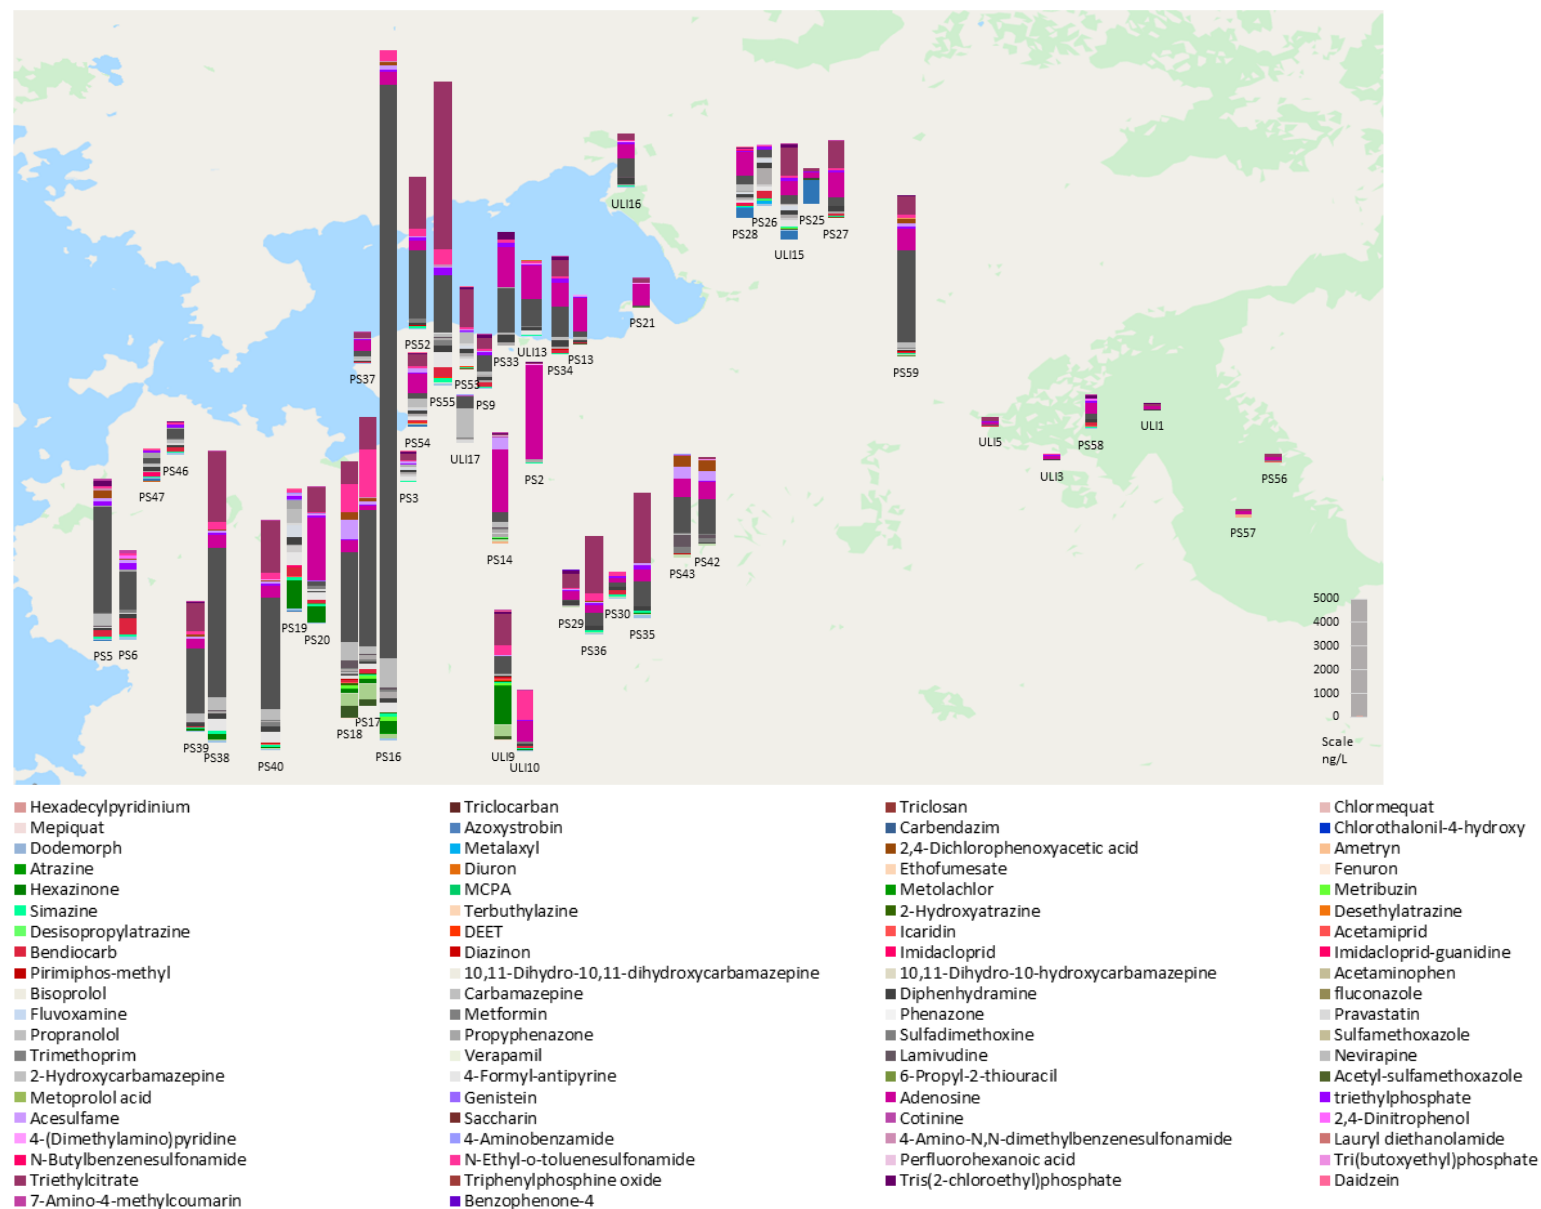 ULI16
PS28
PS26
ULI15
PS25
PS27
PS21
PS52
PS37
PS33
ULI13
PS34
PS13
PS59
PS53
PS55
PS9
PS54
ULI17
PS2
PS3
PS14
PS46
PS47
PS5
PS6
PS19
PS20
PS43
PS42
PS29
PS30
PS36
PS35
PS39
PS38
PS40
PS18
PS17
PS16
ULI9
ULI10
ULI5
ULI3
PS58
ULI1
PS56
PS57
5000
4000
3000
2000
1000
0
Scale
ng/L
Hexadecylpyridinium
Triclocarban
Triclosan
Chlormequat
Mepiquat
Azoxystrobin
Carbendazim
Chlorothalonil-4-hydroxy
Dodemorph
Metalaxyl
2,4-Dichlorophenoxyacetic acid
Ametryn
Atrazine
Diuron
Ethofumesate
Fenuron
Hexazinone
MCPA
Metolachlor
Metribuzin
Simazine
Terbuthylazine
2-Hydroxyatrazine
Desethylatrazine
Desisopropylatrazine
DEET
Icaridin
Acetamiprid
Bendiocarb
Diazinon
Imidacloprid
Imidacloprid-guanidine
Pirimiphos-methyl
10,11-Dihydro-10,11-dihydroxycarbamazepine
10,11-Dihydro-10-hydroxycarbamazepine
Acetaminophen
Bisoprolol
Carbamazepine
Diphenhydramine
fluconazole
Fluvoxamine
Metformin
Phenazone
Pravastatin
Propranolol
Propyphenazone
Sulfadimethoxine
Sulfamethoxazole
Trimethoprim
Verapamil
Lamivudine
Nevirapine
2-Hydroxycarbamazepine
4-Formyl-antipyrine
6-Propyl-2-thiouracil
Acetyl-sulfamethoxazole
Metoprolol acid
Genistein
Adenosine
triethylphosphate
Acesulfame
Saccharin
Cotinine
2,4-Dinitrophenol
4-(Dimethylamino)pyridine
4-Aminobenzamide
4-Amino-N,N-dimethylbenzenesulfonamide
Lauryl diethanolamide
N-Butylbenzenesulfonamide
N-Ethyl-o-toluenesulfonamide
Perfluorohexanoic acid
Tri(butoxyethyl)phosphate
Triethylcitrate
Triphenylphosphine oxide
Tris(2-chloroethyl)phosphate
Daidzein
7-Amino-4-methylcoumarin
Benzophenone-4